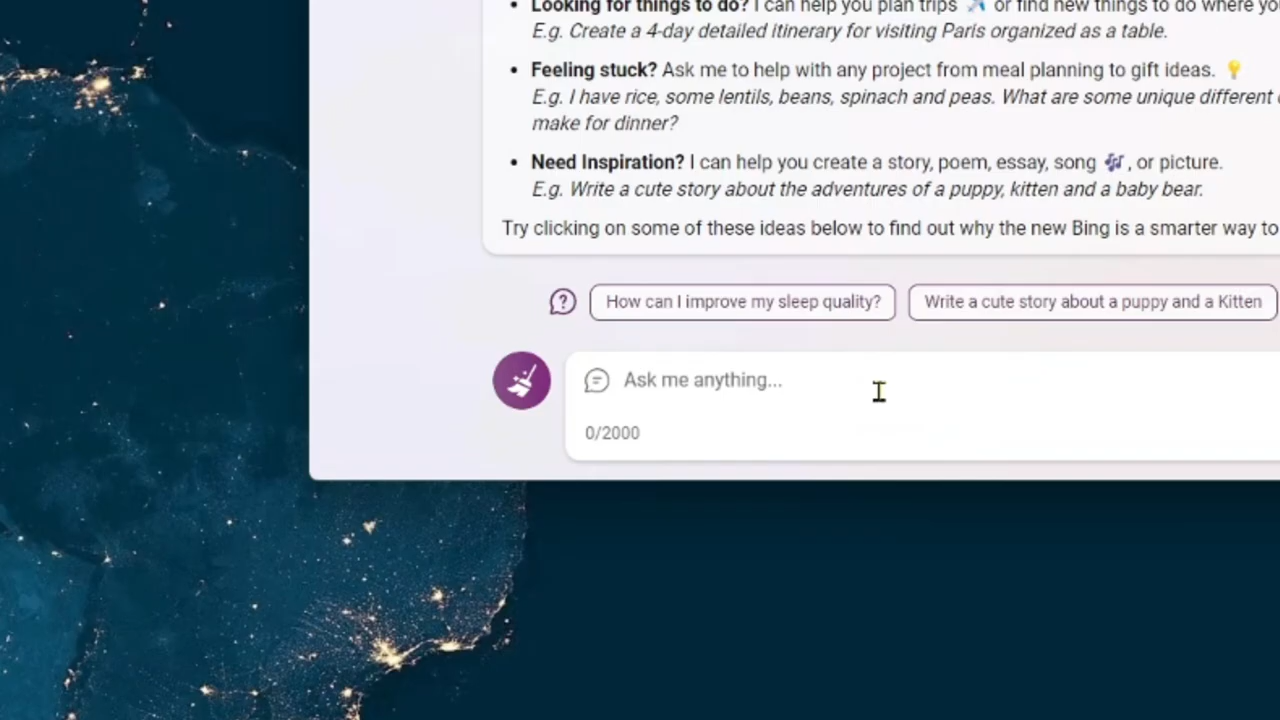 Looking for things to do? I can help you plan trips ✈️ or find new things to do where
E.g. Create a 4-day detailed itinerary for visiting Paris organized as a table.
Feeling stuck? Ask me to help with any project from meal planning to gift ideas. 💡
E.g. I have rice, some lentils, beans, spinach and peas. What are some unique different
make for dinner?
Need Inspiration? I can help you create a story, poem, essay, song 🎶, or picture.
E.g. Write a cute story about the adventures of a puppy, kitten and a baby bear.
Try clicking on some of these ideas below to find out why the new Bing is a smarter way to
How can I improve my sleep quality? Write a cute story about a puppy and a Kitten
Ask me anything...
0/2000